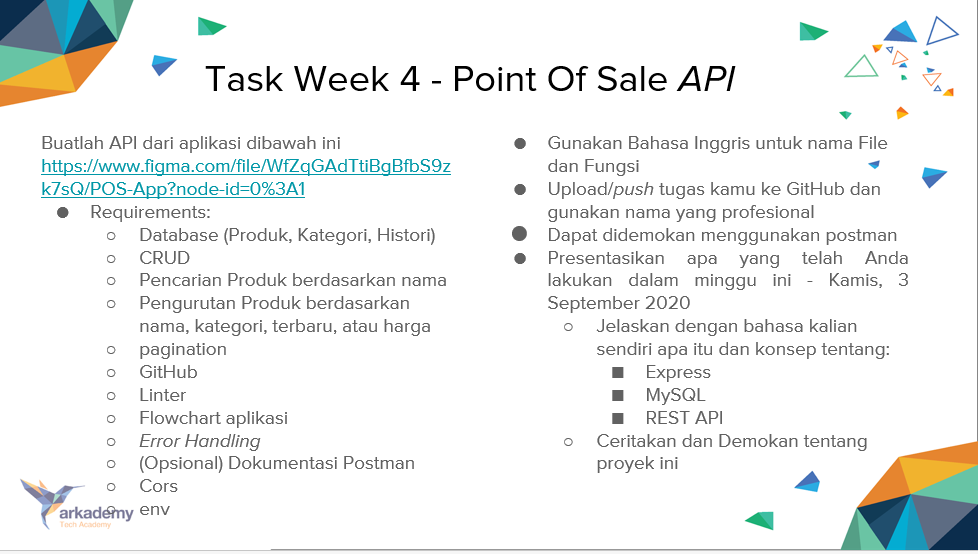 Task Week 4 - Point Of Sale API
Buatlah API dari aplikasi dibawah ini
https://www.figma.com/file/WfZqGAdTtiBgBfbS9z
k7sQ/POS-App?node-id=0%3A1
● Requirements:
○ Database (Produk, Kategori, Histori)
○ CRUD
○ Pencarian Produk berdasarkan nama
○ Pengurutan Produk berdasarkan
nama, kategori, terbaru, atau harga
○ pagination
○ GitHub
○ Linter
○ Flowchart aplikasi
○ Error Handling
○ (Opsional) Dokumentasi Postman
○ Cors
○ env
arkademy
Tech Academy
● Gunakan Bahasa Inggris untuk nama File
dan Fungsi
● Upload/push tugas kamu ke GitHub dan
gunakan nama yang profesional
● Dapat didemokan menggunakan postman
● Presentasikan apa yang telah Anda
lakukan dalam minggu ini - Kamis, 3
September 2020
○ Jelaskan dengan bahasa kalian
sendiri apa itu dan konsep tentang:
■ Express
■ MySQL
■ REST API
○ Ceritakan dan Demokan tentang
proyek ini